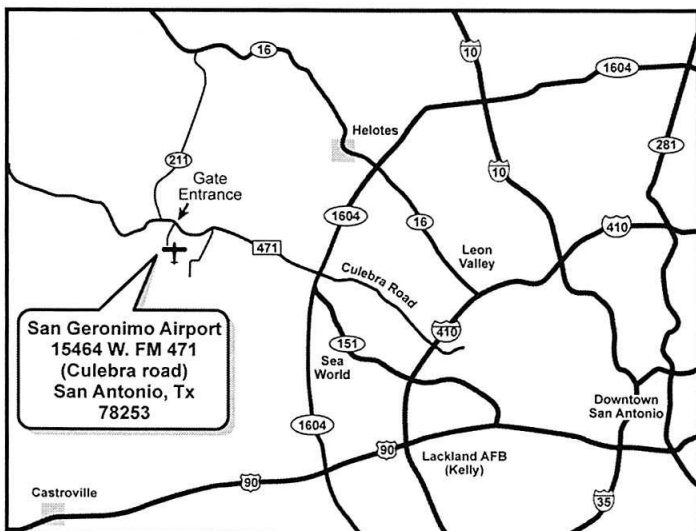 16
10
1604
Helotes
281
10
211
Gate
Entrance
1604
16
410
Leon
Valley
471
Culebra Road
410
San Geronimo Airport
15464 W. FM 471
(Culebra road)
San Antonio, Tx
78253
151
Sea
World
Downtown
San Antonio
1604
90
Lackland AFB
(Kelly)
90
Castroville
35